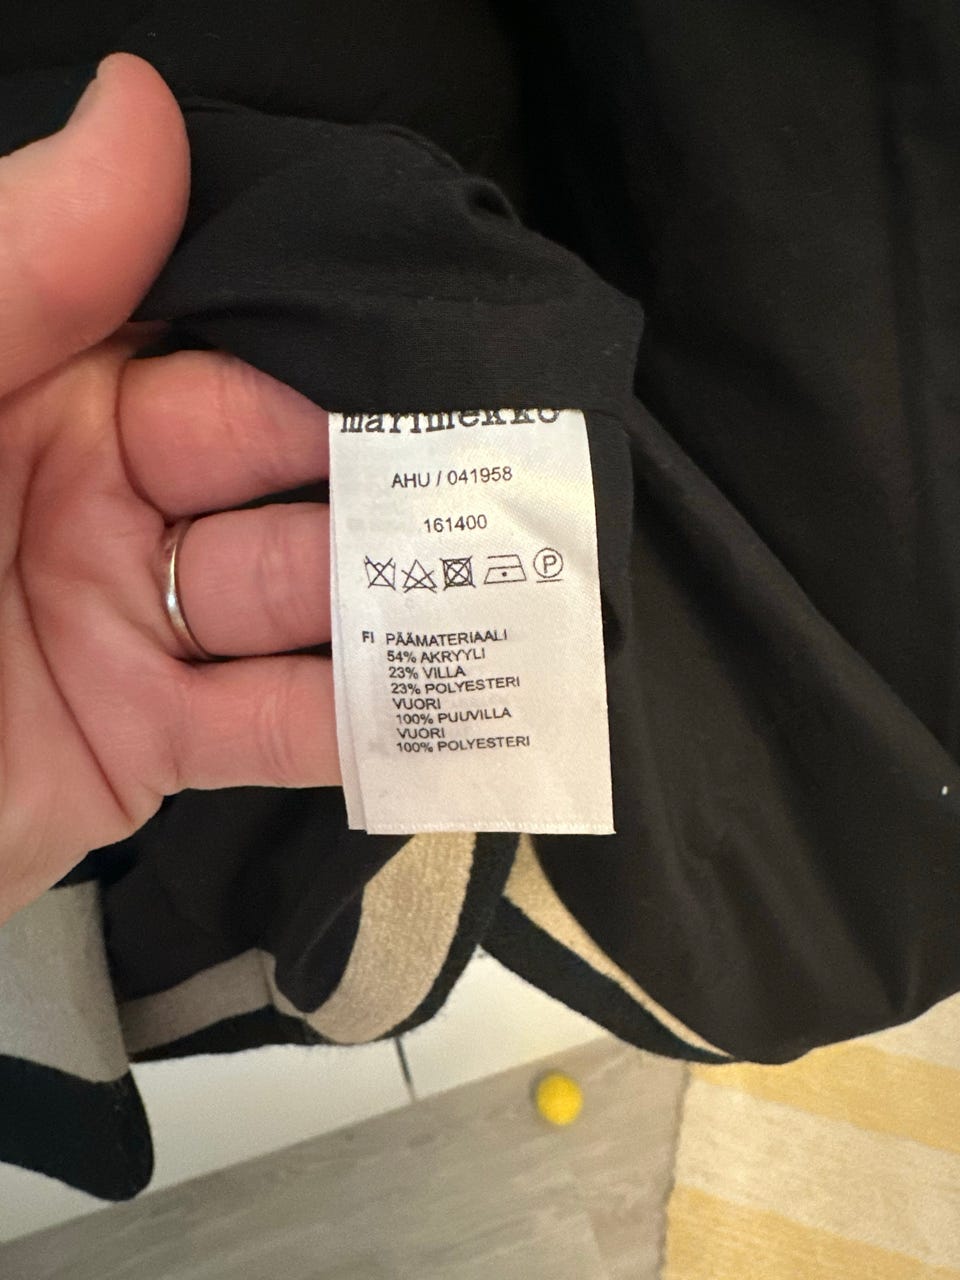 marimekko
AHU / 041958
161400
P
FI PÄÄMATERIAALI
54% AKRYYLI
23% VILLA
23% POLYESTERI
VUORI
100% PUUVILLA
VUORI
100% POLYESTERI